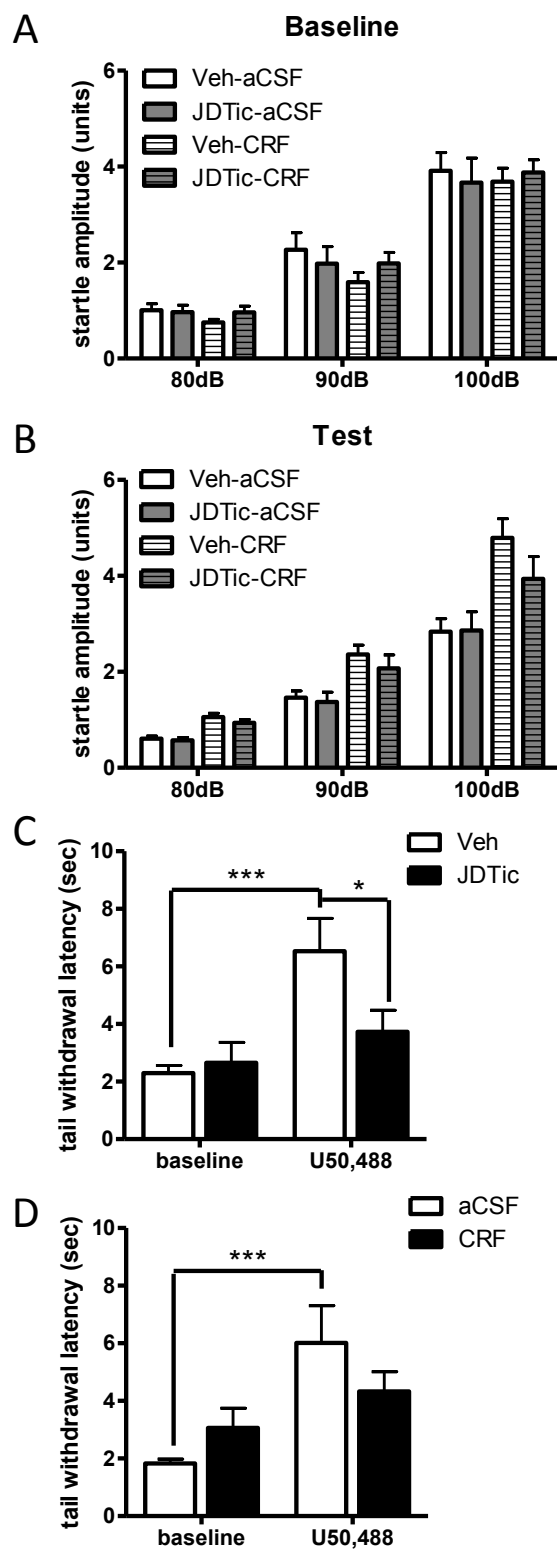 A
Baseline
startle amplitude (units)
6
4
2
0
Veh-aCSF
JDTic-aCSF
Veh-CRF
JDTic-CRF
80dB 90dB 100dB
B
Test
startle amplitude (units)
6
4
2
0
Veh-aCSF
JDTic-aCSF
Veh-CRF
JDTic-CRF
80dB 90dB 100dB
C
Veh
JDTic
tail withdrawal latency (sec)
10
8
6
4
2
0
*** *
baseline U50,488
D
aCSF
CRF
tail withdrawal latency (sec)
10
8
6
4
2
0
***
baseline U50,488